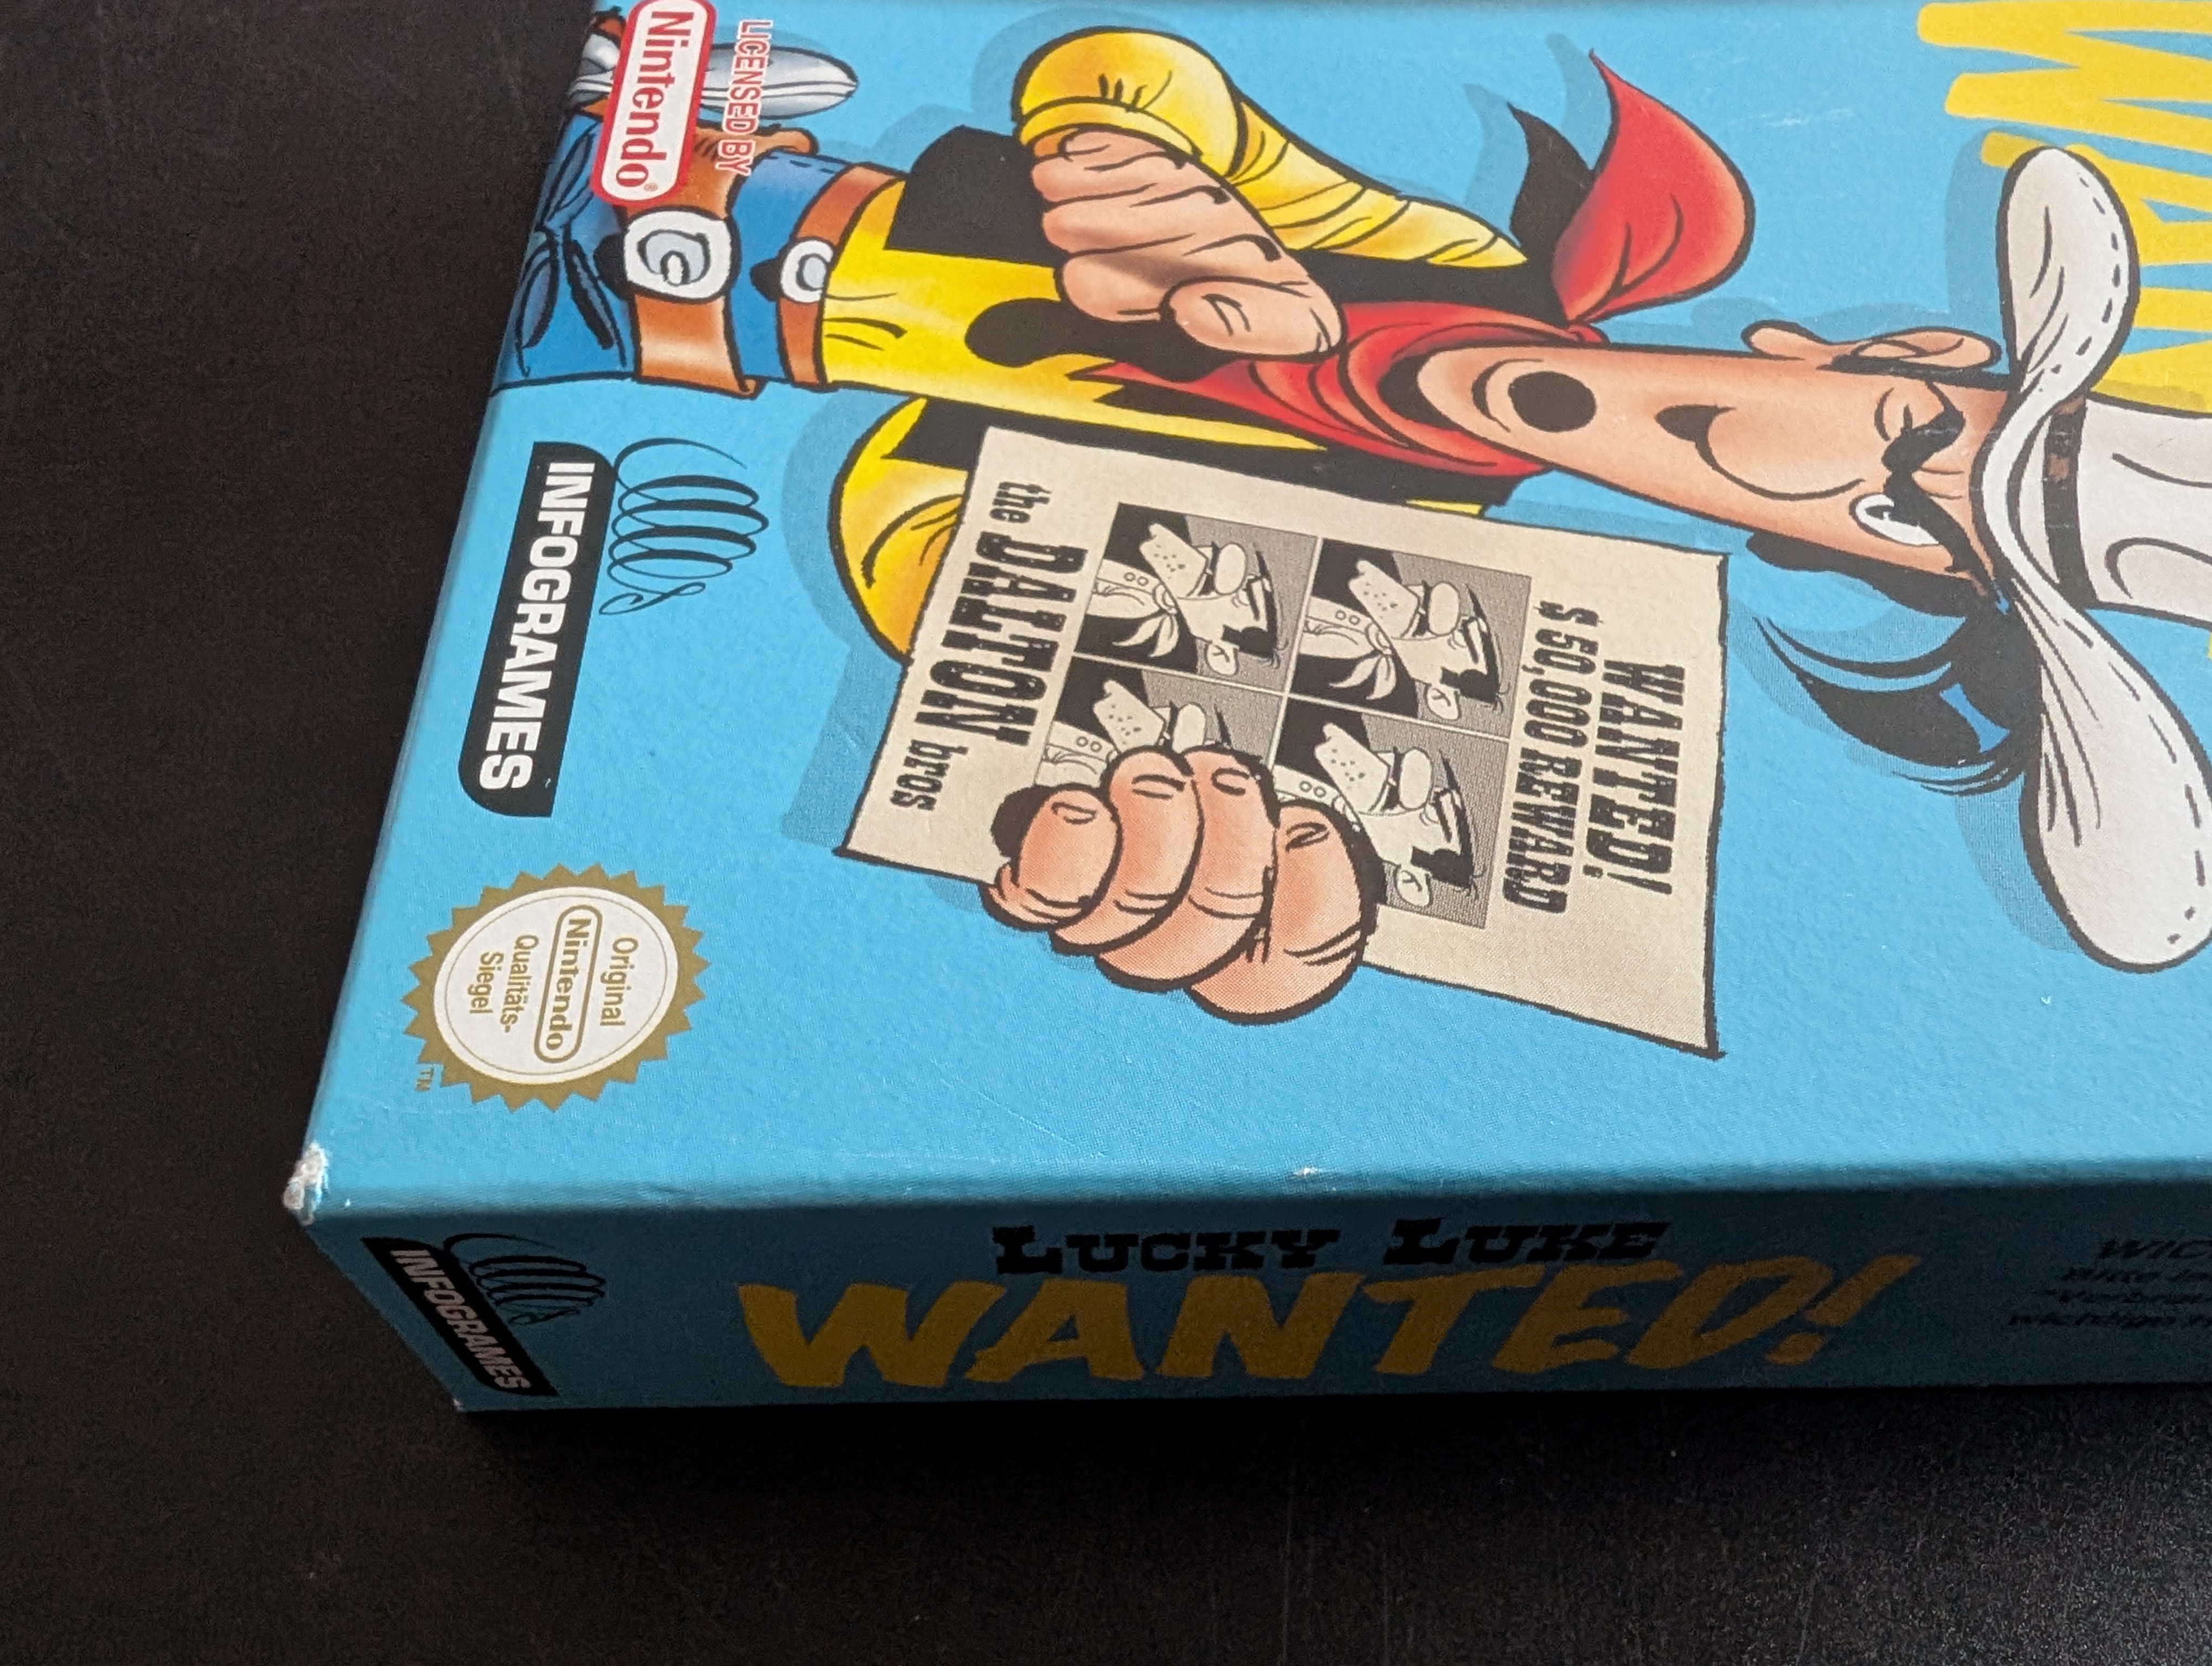 WANTED!
$50,000 REWARD
the DALTON bros
LICENSED BY
Nintendo®
INFOGRAMES
Original
Nintendo
Qualitäts-
Siegel
TM
LUCKY LUKE
WANTED!
INFOGRAMES